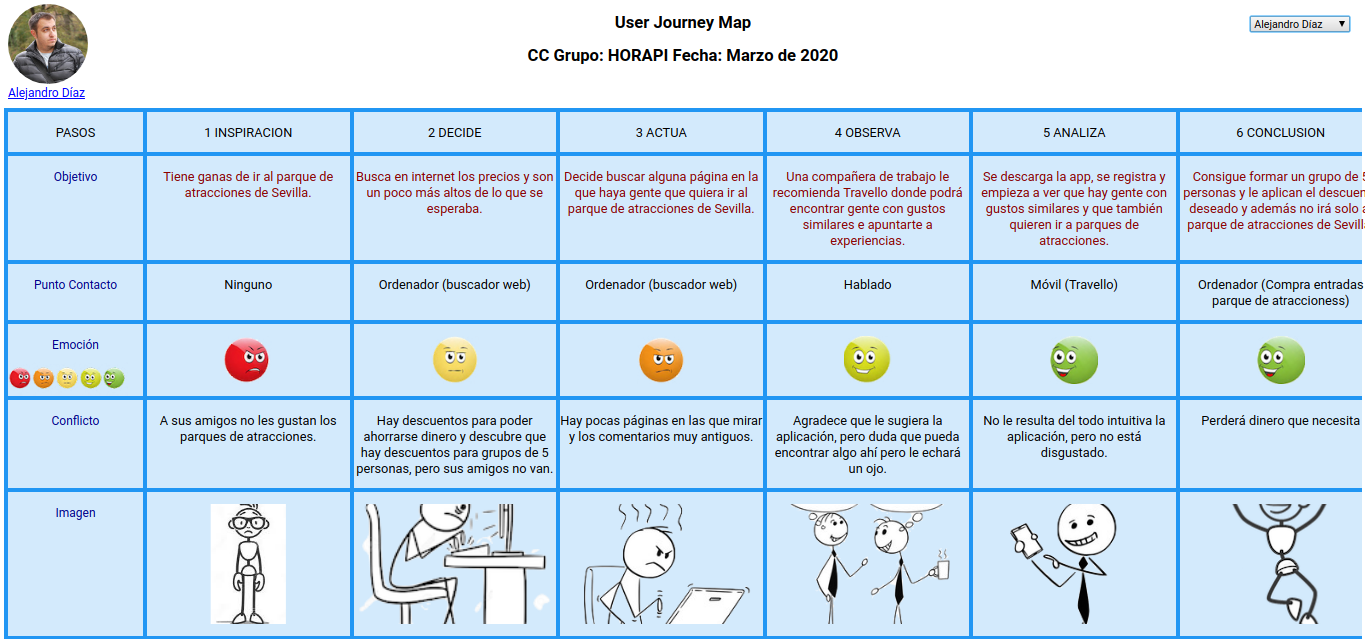 User Journey Map
CC Grupo: HORAPI Fecha: Marzo de 2020
Alejandro Díaz ▼
Alejandro Díaz
PASOS
1 INSPIRACION
2 DECIDE
3 ACTUA
4 OBSERVA
5 ANALIZA
6 CONCLUSION
Objetivo
Tiene ganas de ir al parque de
atracciones de Sevilla.
Busca en internet los precios y son
un poco más altos de lo que se
esperaba.
Decide buscar alguna página en la
que haya gente que quiera ir al
parque de atracciones de Sevilla.
Una compañera de trabajo le
recomienda Travello donde podrá
encontrar gente con gustos
similares e apuntarte a
experiencias.
Se descarga la app, se registra y
empieza a ver que hay gente con
gustos similares y que también
quieren ir a parques de
atracciones.
Consigue formar un grupo de 5
personas y le aplican el
deseado y además no irá solo
parque de atracciones de
Punto Contacto
Ninguno
Ordenador (buscador web)
Ordenador (buscador web)
Hablado
Móvil (Travello)
Ordenador (Compra entradas
parque de atraccioness)
Emoción
Conflicto
A sus amigos no les gustan los
parques de atracciones.
Hay descuentos para poder
ahorrarse dinero y descubre que
hay descuentos para grupos de 5
personas, pero sus amigos no van.
Hay pocas páginas en las que mirar
y los comentarios muy antiguos.
Agradece que le sugiera la
aplicación, pero duda que pueda
encontrar algo ahí pero le echará
un ojo.
No le resulta del todo intuitiva la
aplicación, pero no está
disgustado.
Perderá dinero que necesita
Imagen